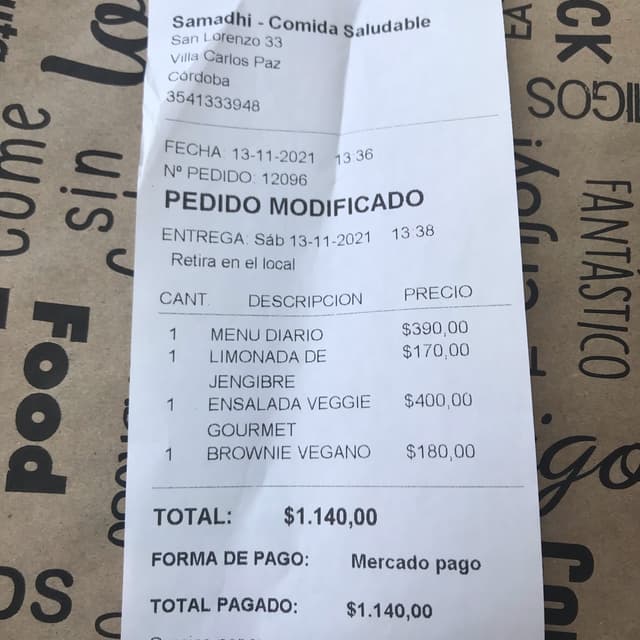 Samadhi - Comida Saludable
San Lorenzo 33
Villa Carlos Paz
Córdoba
3541333948
FECHA: 13-11-2021 13:36
Nº PEDIDO: 12096
PEDIDO MODIFICADO
ENTREGA: Sáb 13-11-2021 13:38
Retira en el local
CANT. DESCRIPCION PRECIO
1 MENU DIARIO $390,00
1 LIMONADA DE $170,00
JENGIBRE
1 ENSALADA VEGGIE $400,00
GOURMET
1 BROWNIE VEGANO $180,00
TOTAL: $1.140,00
FORMA DE PAGO: Mercado pago
TOTAL PAGADO: $1.140,00
come
sin
Food
FANTÁSTICO
enjoy!